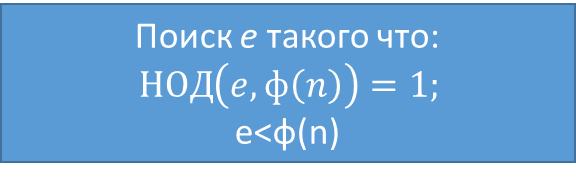 Поиск e такого что:
НОД(e, ф(n)) = 1;
e<ф(n)